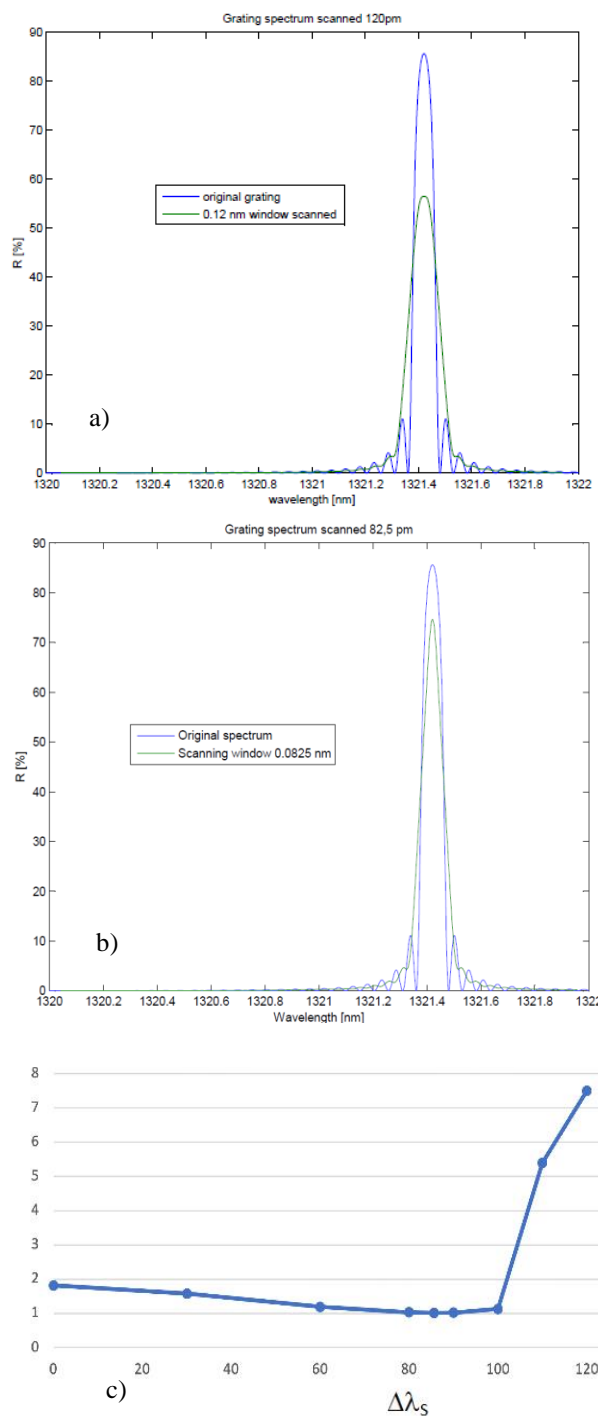 Grating spectrum scanned 120pm
90
80
70
60
50
40
30
20
10
0
R [%]
original grating
0.12 nm window scanned
a)
1320 1320.2 1320.4 1320.6 1320.8 1321 1321.2 1321.4 1321.6 1321.8 1322
wavelength [nm]
Grating spectrum scanned 82,5 pm
90
80
70
60
50
40
30
20
10
0
R [%]
Original spectrum
Scanning window 0.0825 nm
b)
1320 1320.2 1320.4 1320.6 1320.8 1321 1321.2 1321.4 1321.6 1321.8 1322
Wavelength [nm]
8
7
6
5
4
3
2
1
0
0 20 40 60 80 100 120
c)
Δλs